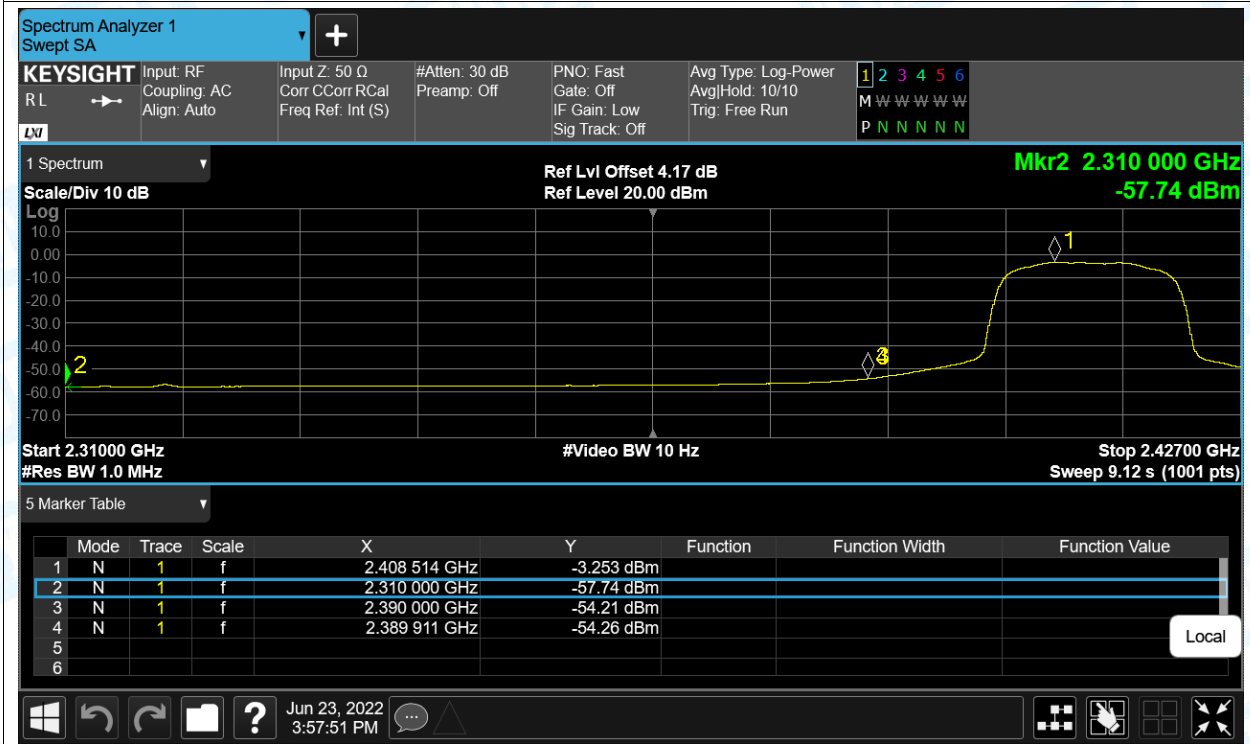 Spectrum Analyzer 1
Swept SA
KEYSIGHT
R L
LXI
Input: RF
Coupling: AC
Align: Auto
Input Z: 50 Ω
Corr CCorr RCal
Freq Ref: Int (S)
#Atten: 30 dB
Preamp: Off
PNO: Fast
Gate: Off
IF Gain: Low
Sig Track: Off
Avg Type: Log-Power
Avg|Hold: 10/10
Trig: Free Run
1 2 3 4 5 6
M W W W W W
P N N N N N
1 Spectrum
Scale/Div 10 dB
Ref Lvl Offset 4.17 dB
Ref Level 20.00 dBm
Mkr2 2.310 000 GHz
-57.74 dBm
Log
10.0
0.00
-10.0
-20.0
-30.0
-40.0
-50.0
-60.0
-70.0
1
2
3
Start 2.31000 GHz
#Res BW 1.0 MHz
#Video BW 10 Hz
Stop 2.42700 GHz
Sweep 9.12 s (1001 pts)
5 Marker Table
Mode Trace Scale X Y Function Function Width Function Value
1 N 1 f 2.408 514 GHz -3.253 dBm
2 N 1 f 2.310 000 GHz -57.74 dBm
3 N 1 f 2.390 000 GHz -54.21 dBm
4 N 1 f 2.389 911 GHz -54.26 dBm
5
6
Local
?
Jun 23, 2022
3:57:51 PM